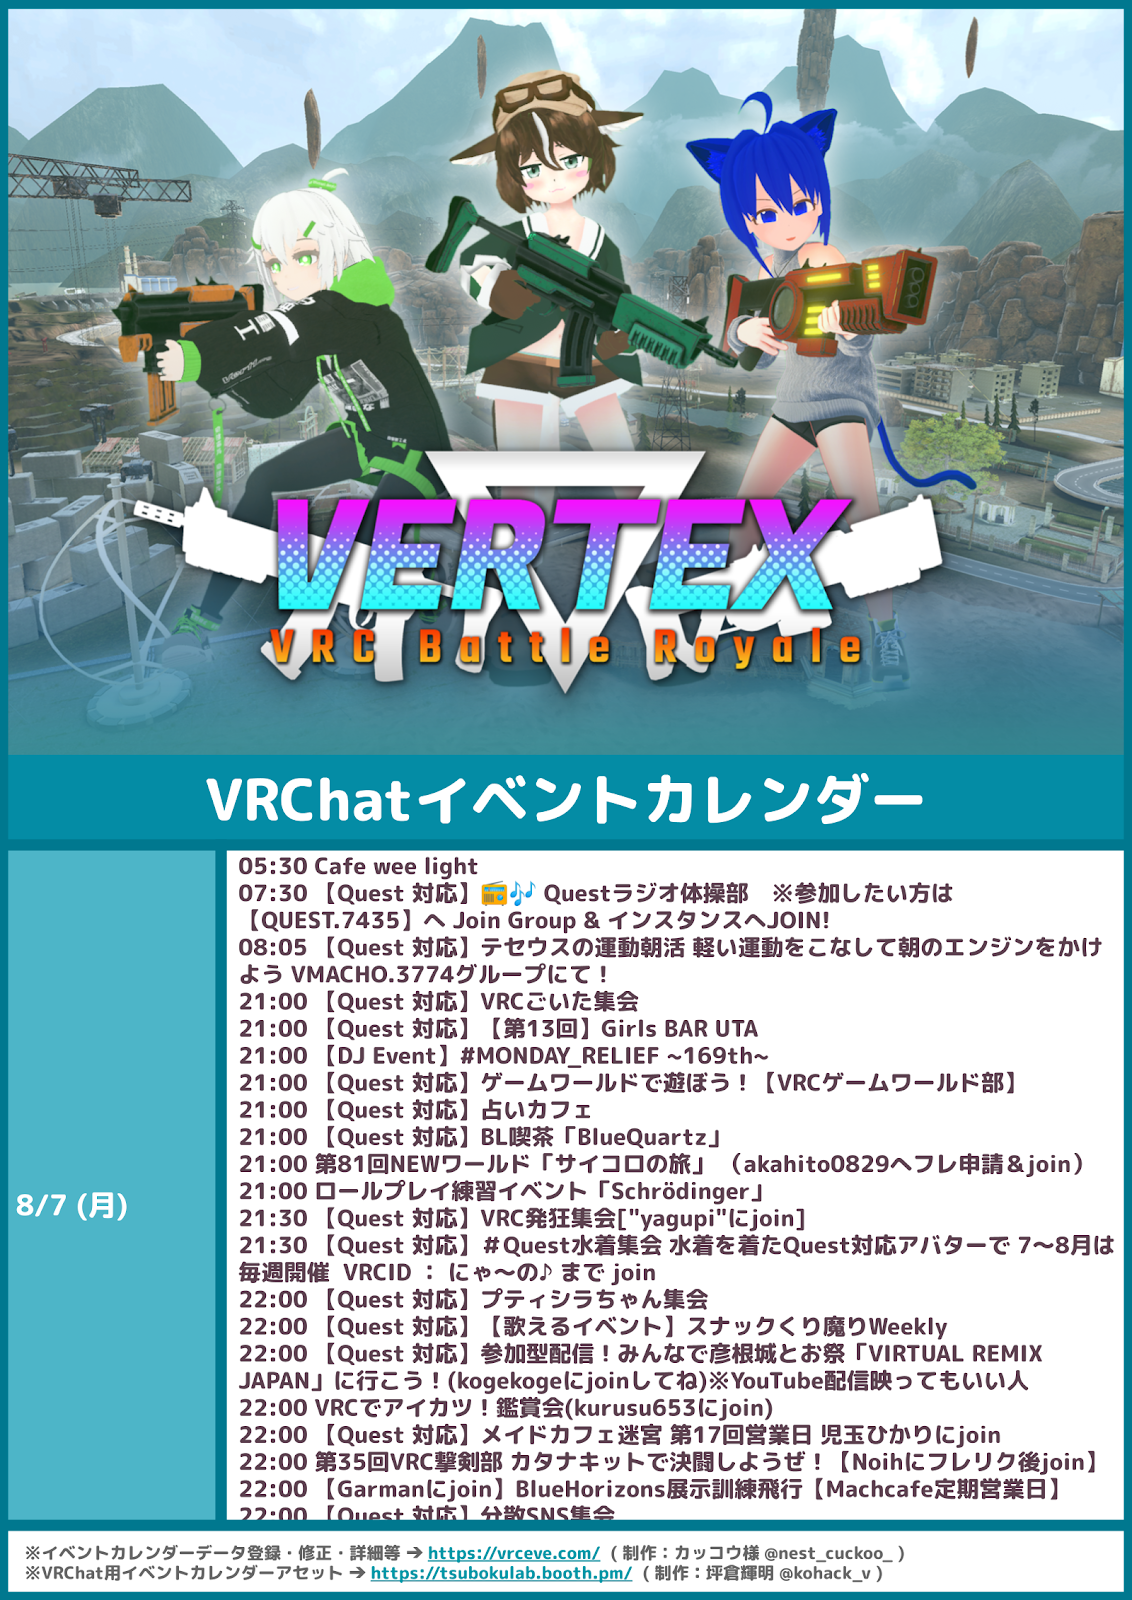 VERTEX
VRC Battle Royale
VRChatイベントカレンダー
8/7 (月)
05:30 Cafe wee light
07:30 【Quest 対応】📻🎶 Questラジオ体操部　※参加したい方は
【QUEST.7435】へ Join Group & インスタンスへJOIN!
08:05 【Quest 対応】テセウスの運動朝活 軽い運動をこなして朝のエンジンをかけ
よう VMACHO.3774グループにて！
21:00 【Quest 対応】VRCごいた集会
21:00 【Quest 対応】【第13回】Girls BAR UTA
21:00 【DJ Event】#MONDAY_RELIEF ~169th~
21:00 【Quest 対応】ゲームワールドで遊ぼう！【VRCゲームワールド部】
21:00 【Quest 対応】占いカフェ
21:00 【Quest 対応】BL喫茶「BlueQuartz」
21:00 第81回NEWワールド「サイコロの旅」（akahito0829へフレ申請＆join）
21:00 ロールプレイ練習イベント「Schrödinger」
21:30 【Quest 対応】VRC発狂集会["yagupi"にjoin]
21:30 【Quest 対応】＃Quest水着集会 水着を着たQuest対応アバターで 7～8月は
毎週開催 VRCID ： にゃ～の♪ まで join
22:00 【Quest 対応】プティシラちゃん集会
22:00 【Quest 対応】【歌えるイベント】スナックくり魔りWeekly
22:00 【Quest 対応】参加型配信！みんなで彦根城とお祭「VIRTUAL REMIX
JAPAN」に行こう！(kogekogeにjoinしてね)※YouTube配信映ってもいい人
22:00 VRCでアイカツ！鑑賞会(kurusu653にjoin)
22:00 【Quest 対応】メイドカフェ迷宮 第17回営業日 児玉ひかりにjoin
22:00 第35回VRC撃剣部 カタナキットで決闘しようぜ！【Noihにフレリク後join】
22:00 【Garmanにjoin】BlueHorizons展示訓練飛行【Machcafe定期営業日】
22:00 【Quest 対応】分散SNS集会
※イベントカレンダーデータ登録・修正・詳細等 ➔ https://vrceve.com/ ( 制作：カッコウ様 @nest_cuckoo_ )
※VRChat用イベントカレンダーアセット ➔ https://tsubokulab.booth.pm/ ( 制作：坪倉輝明 @kohack_v )